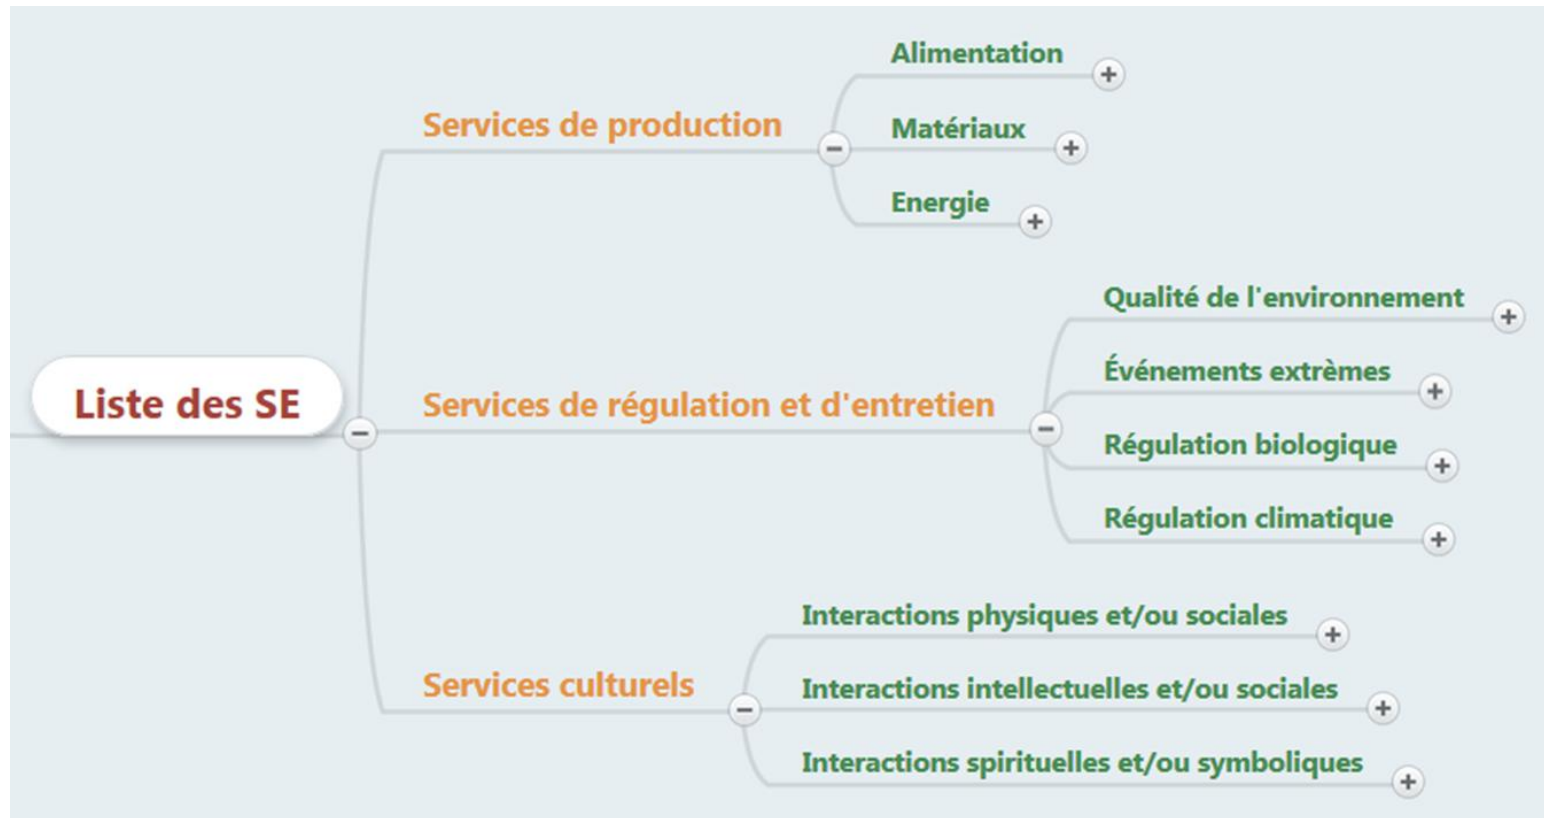 Liste des SE
Services de production
Alimentation
Matériaux
Energie
Services de régulation et d'entretien
Qualité de l'environnement
Événements extrèmes
Régulation biologique
Régulation climatique
Services culturels
Interactions physiques et/ou sociales
Interactions intellectuelles et/ou sociales
Interactions spirituelles et/ou symboliques